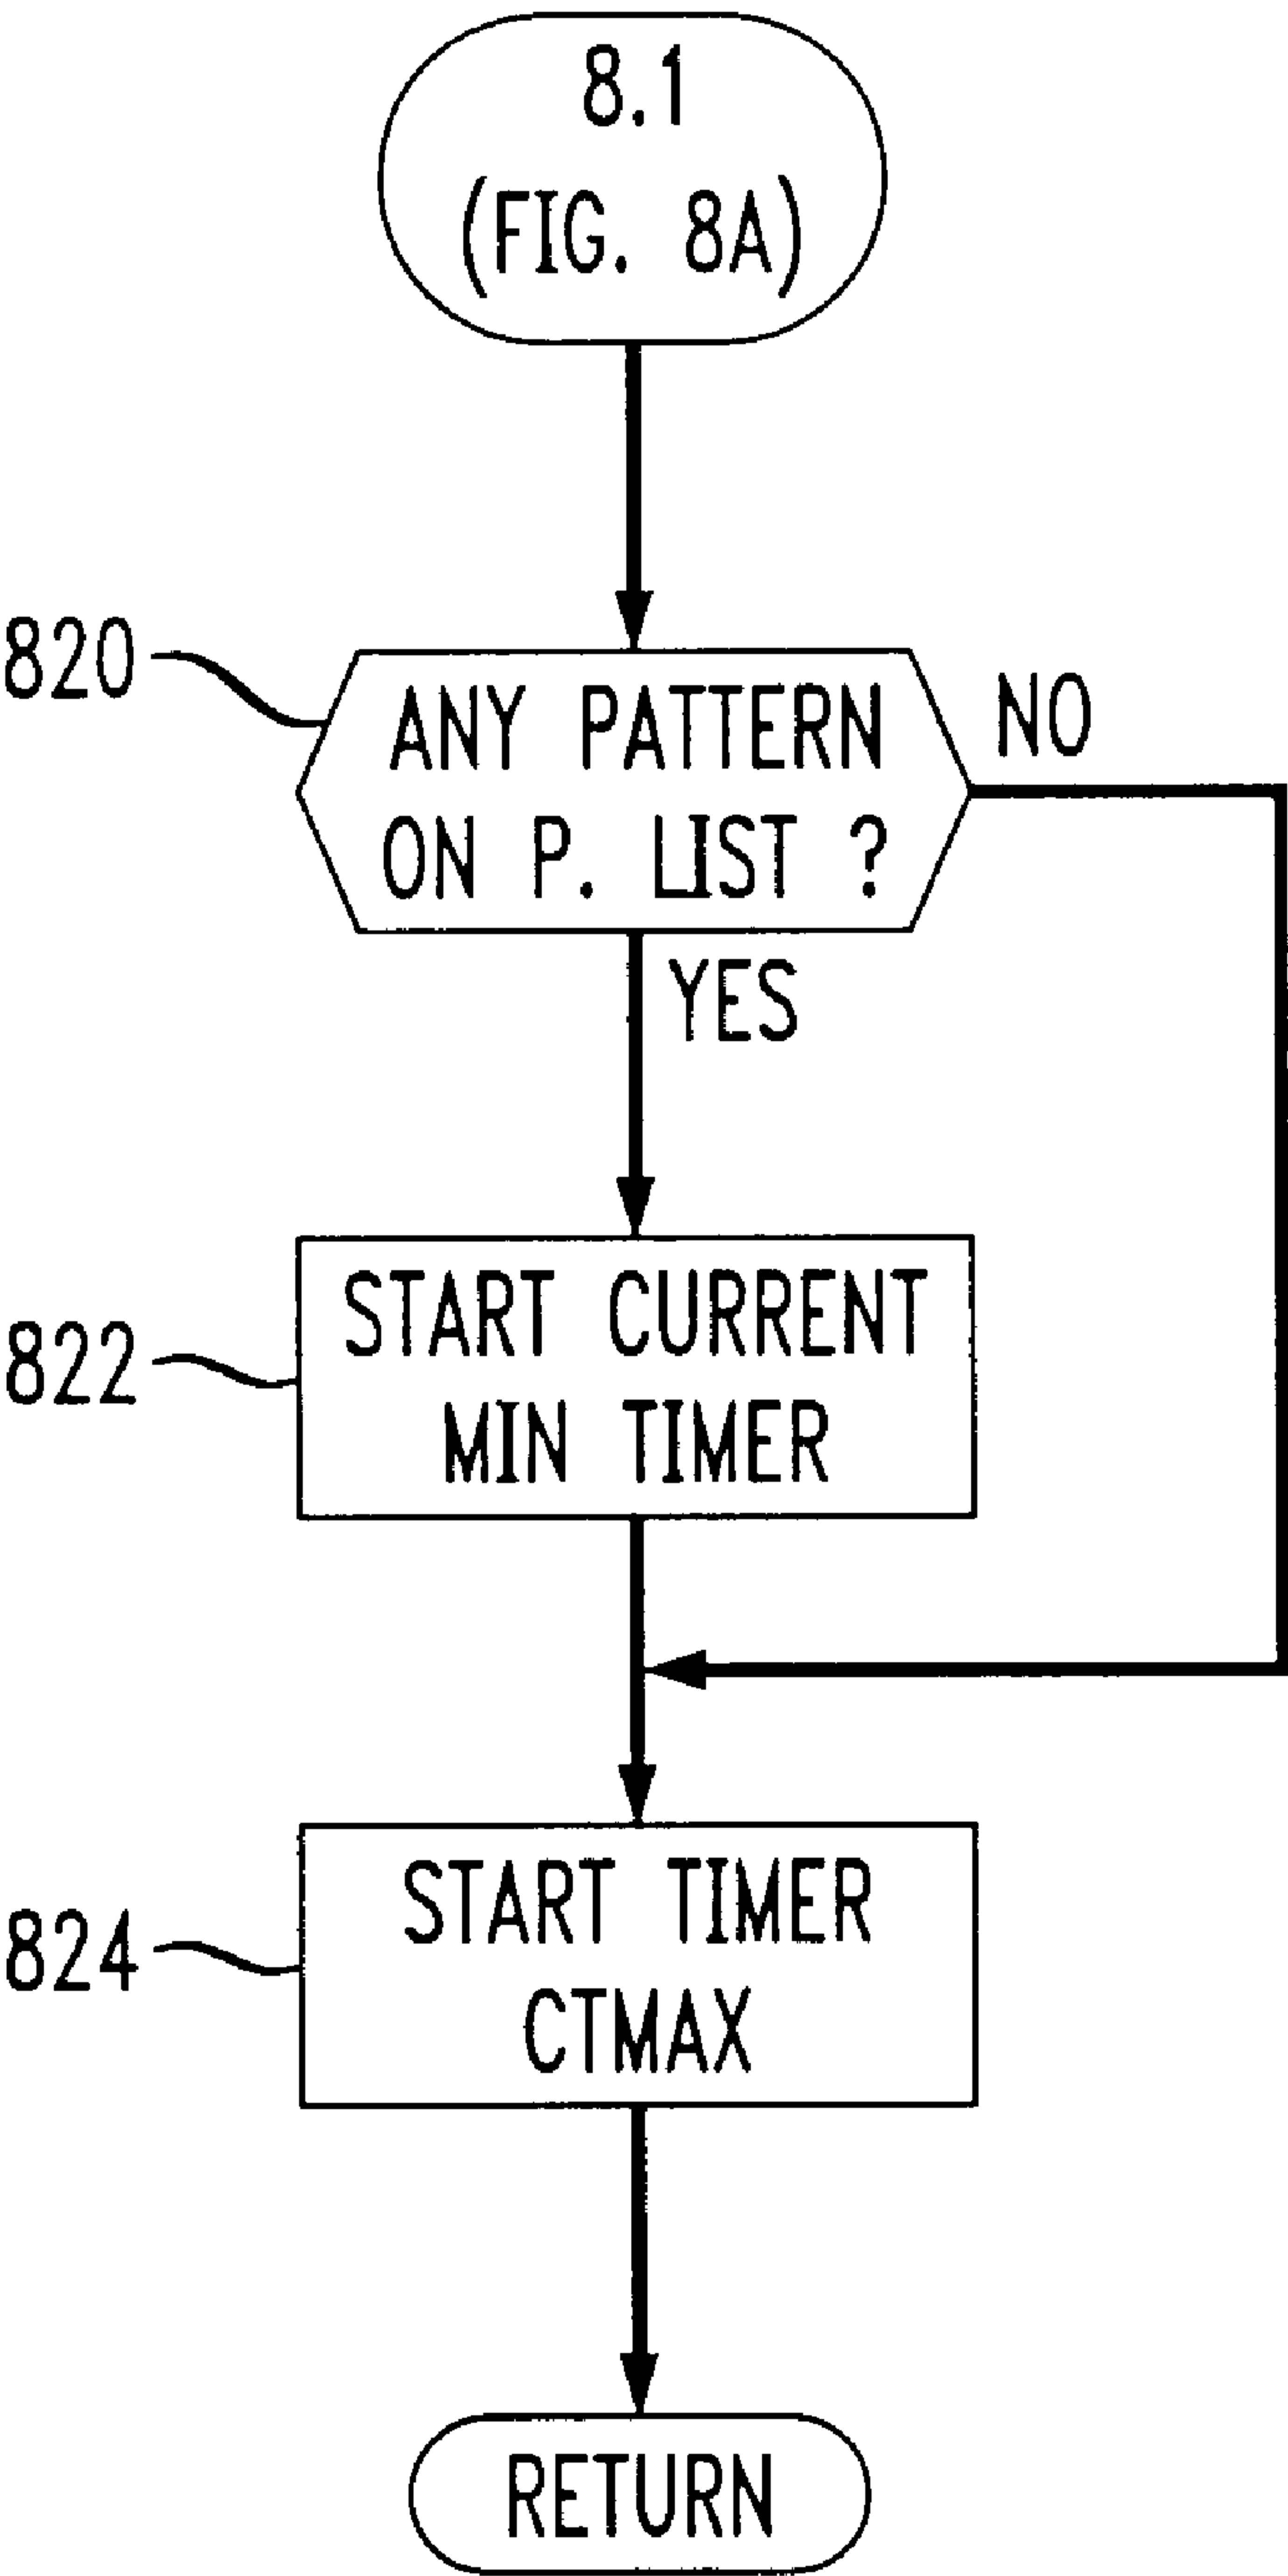 8.1
(FIG. 8A)
820
ANY PATTERN
ON P. LIST ?
NO
YES
822
START CURRENT
MIN TIMER
824
START TIMER
CTMAX
RETURN